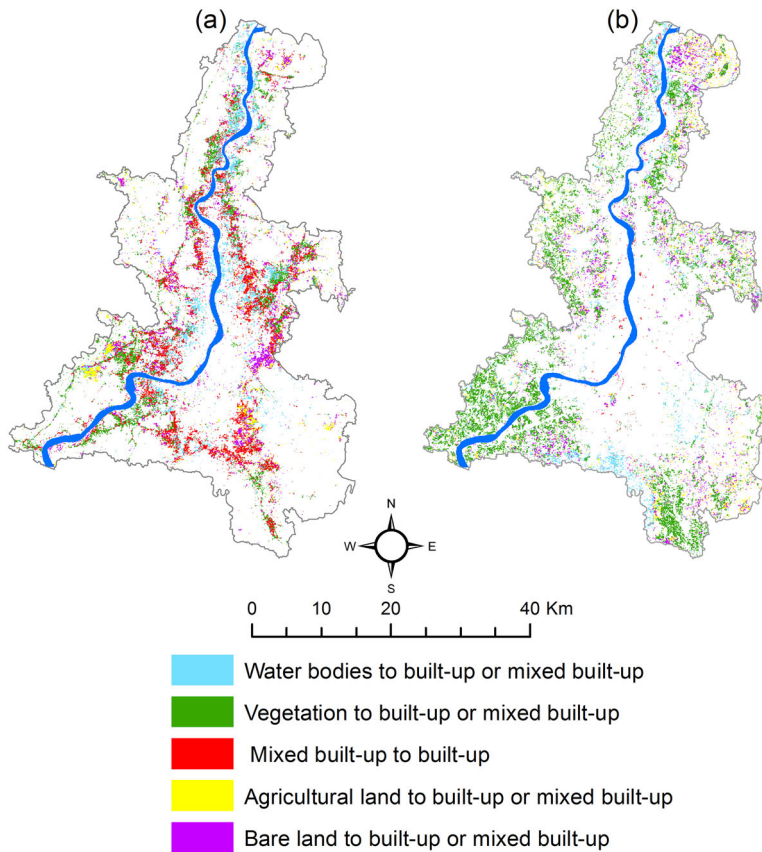 (a) (b)
N
W E
S
0 10 20 40 Km
Water bodies to built-up or mixed built-up
Vegetation to built-up or mixed built-up
Mixed built-up to built-up
Agricultural land to built-up or mixed built-up
Bare land to built-up or mixed built-up